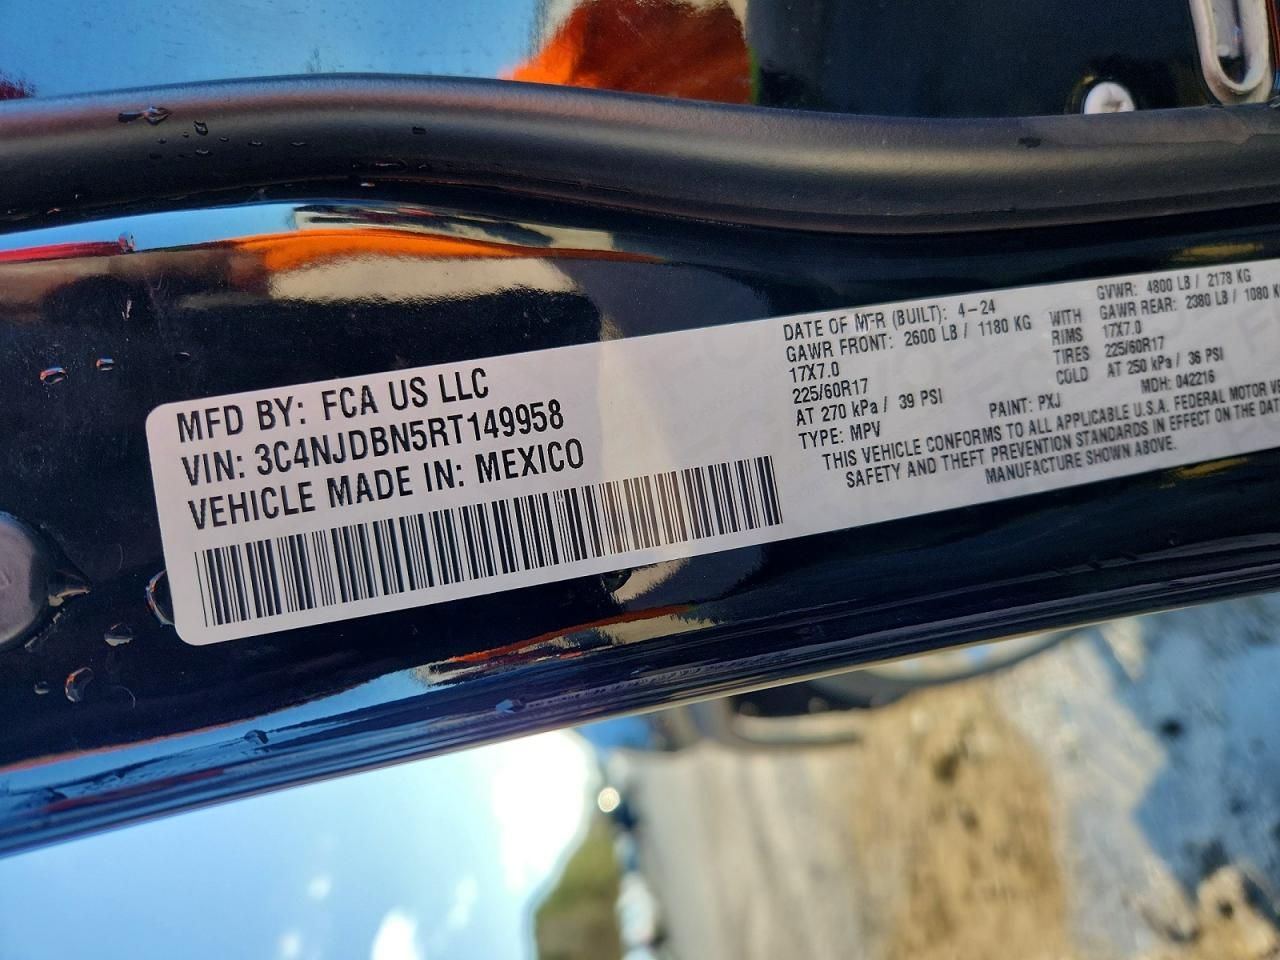 MFD BY: FCA US LLC
VIN: 3C4NJDBN5RT149958
VEHICLE MADE IN: MEXICO
DATE OF MFR (BUILT): 4-24
GVWR: 4800 LB / 2178 KG
GAWR FRONT: 2600 LB / 1180 KG WITH GAWR REAR: 2380 LB / 1080
17X7.0 RIMS 17X7.0
225/60R17 TIRES 225/60R17
AT 270 kPa / 39 PSI COLD AT 250 kPa / 36 PSI
TYPE: MPV PAINT: PXJ MDH: 042216
THIS VEHICLE CONFORMS TO ALL APPLICABLE U.S.A. FEDERAL MOTOR
SAFETY AND THEFT PREVENTION STANDARDS IN EFFECT ON THE DATE
MANUFACTURE SHOWN ABOVE.